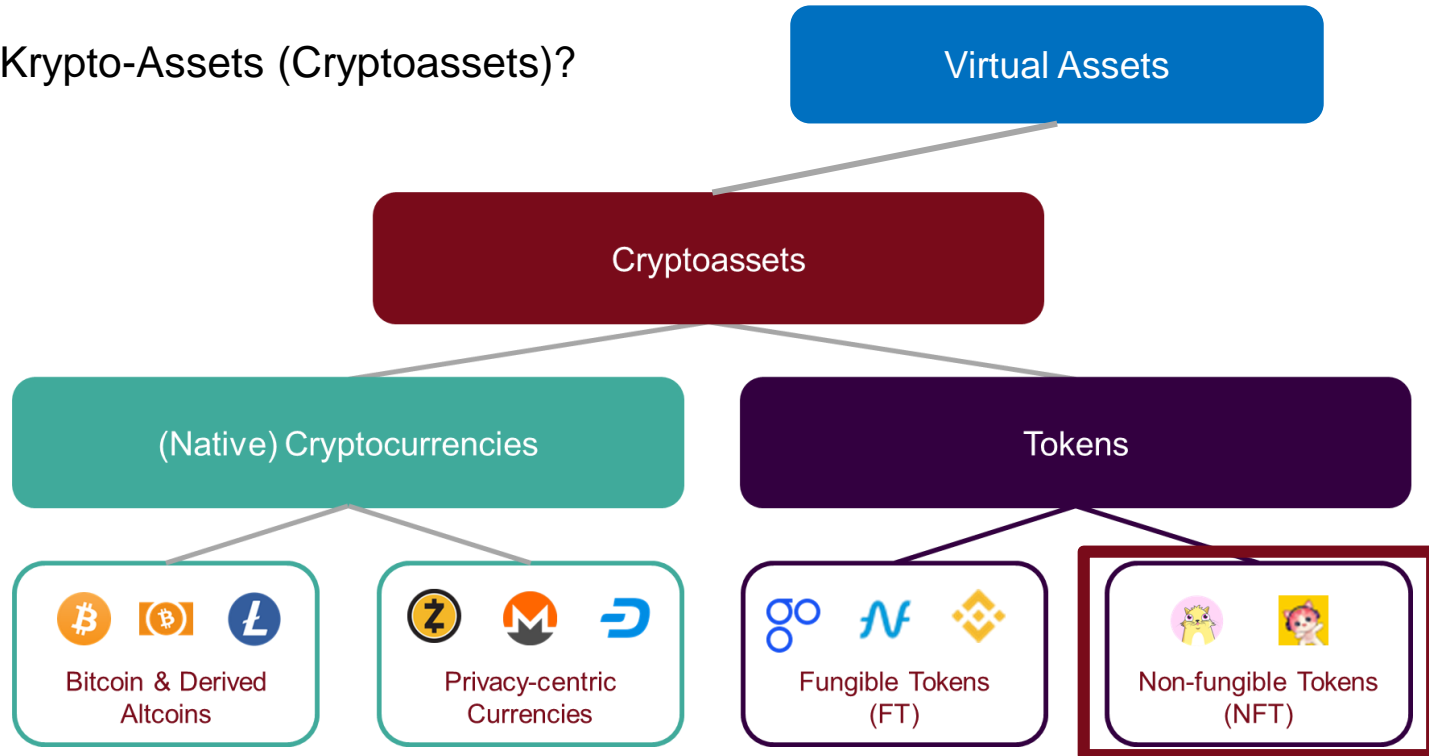 Krypto-Assets (Cryptoassets)?
Virtual Assets
Cryptoassets
(Native) Cryptocurrencies
Tokens
Bitcoin & Derived
Altcoins
Privacy-centric
Currencies
Fungible Tokens
(FT)
Non-fungible Tokens
(NFT)